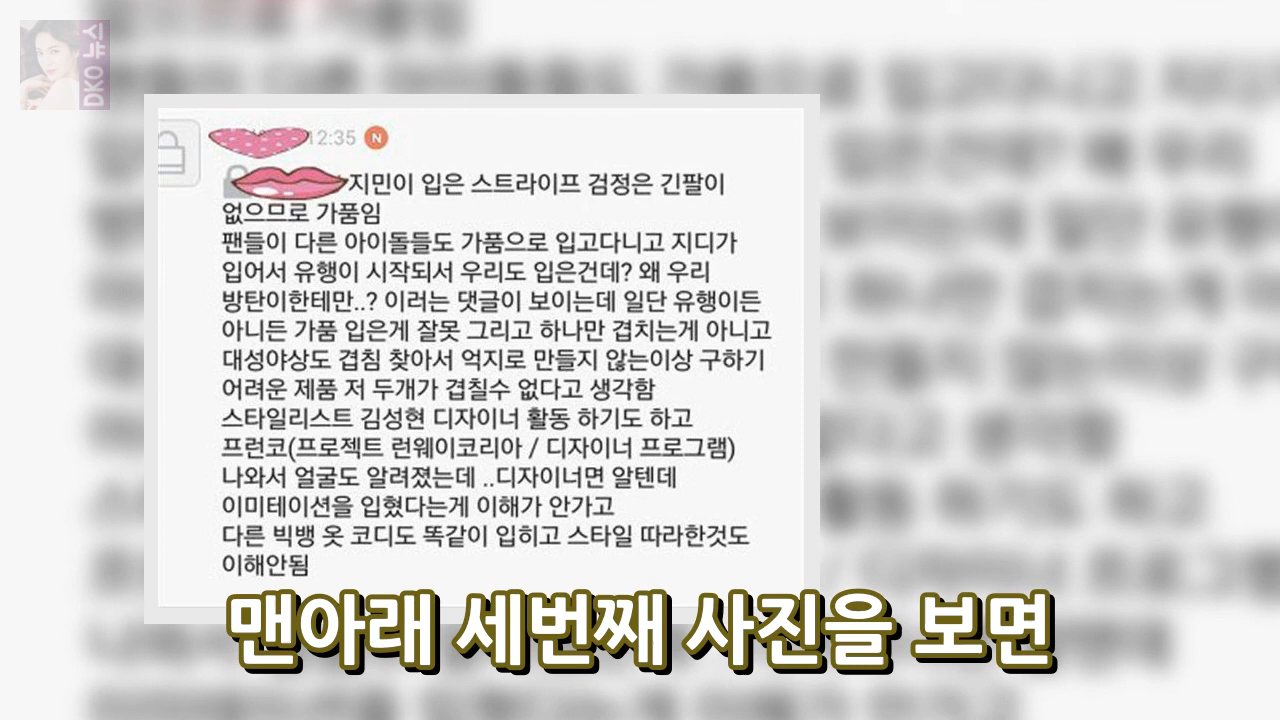 DKO 뉴스
12:35 N
지민이 입은 스트라이프 검정은 긴팔이
없으므로 가품임
팬들이 다른 아이돌들도 가품으로 입고다니고 지디가
입어서 유행이 시작되서 우리도 입은건데? 왜 우리
방탄이한테만..? 이러는 댓글이 보이는데 일단 유행이든
아니든 가품 입은게 잘못 그리고 하나만 겹치는게 아니고
대성야상도 겹침 찾아서 억지로 만들지 않는이상 구하기
어려운 제품 저 두개가 겹칠수 없다고 생각함
스타일리스트 김성현 디자이너 활동 하기도 하고
프런코(프로젝트 런웨이코리아 / 디자이너 프로그램)
나와서 얼굴도 알려졌는데 ..디자이너면 알텐데
이미테이션을 입혔다는게 이해가 안가고
다른 빅뱅 옷 코디도 똑같이 입히고 스타일 따라한것도
이해안됨
맨아래 세번째 사진을 보면